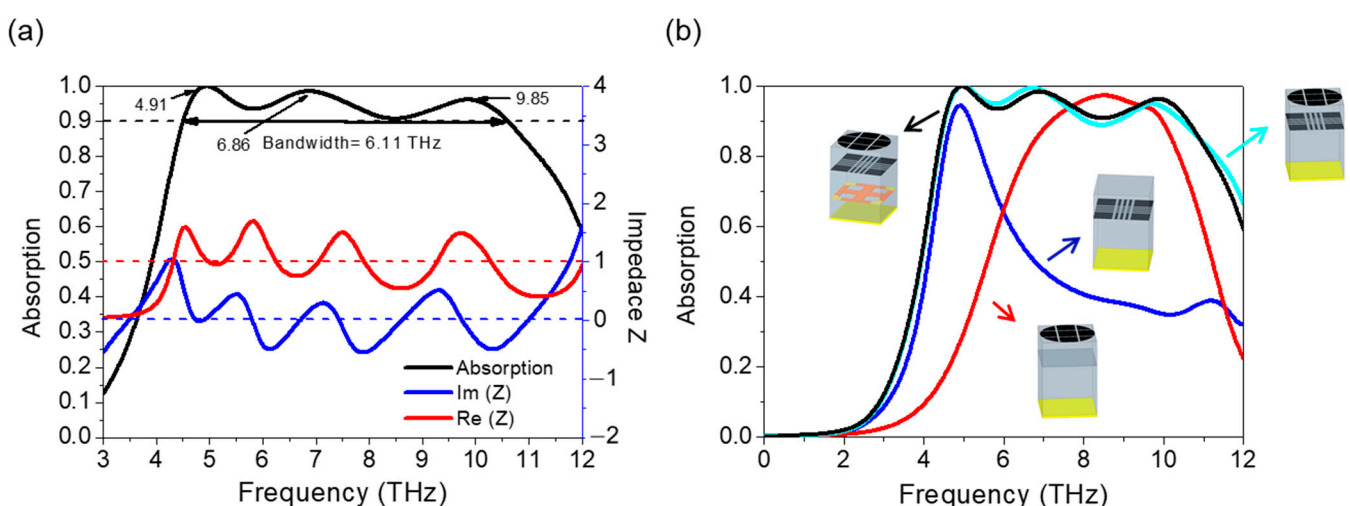 (a)
(b)
1.0
0.9
0.8
0.7
0.6
0.5
0.4
0.3
0.2
0.1
0.0
Absorption
4.91
6.86
9.85
Bandwidth= 6.11 THz
Absorption
Im (Z)
Re (Z)
4
3
2
1
0
−1
−2
Impedace Z
3 4 5 6 7 8 9 10 11 12
Frequency (THz)
1.0
0.8
0.6
0.4
0.2
0.0
Absorption
0 2 4 6 8 10 12
Frequency (THz)